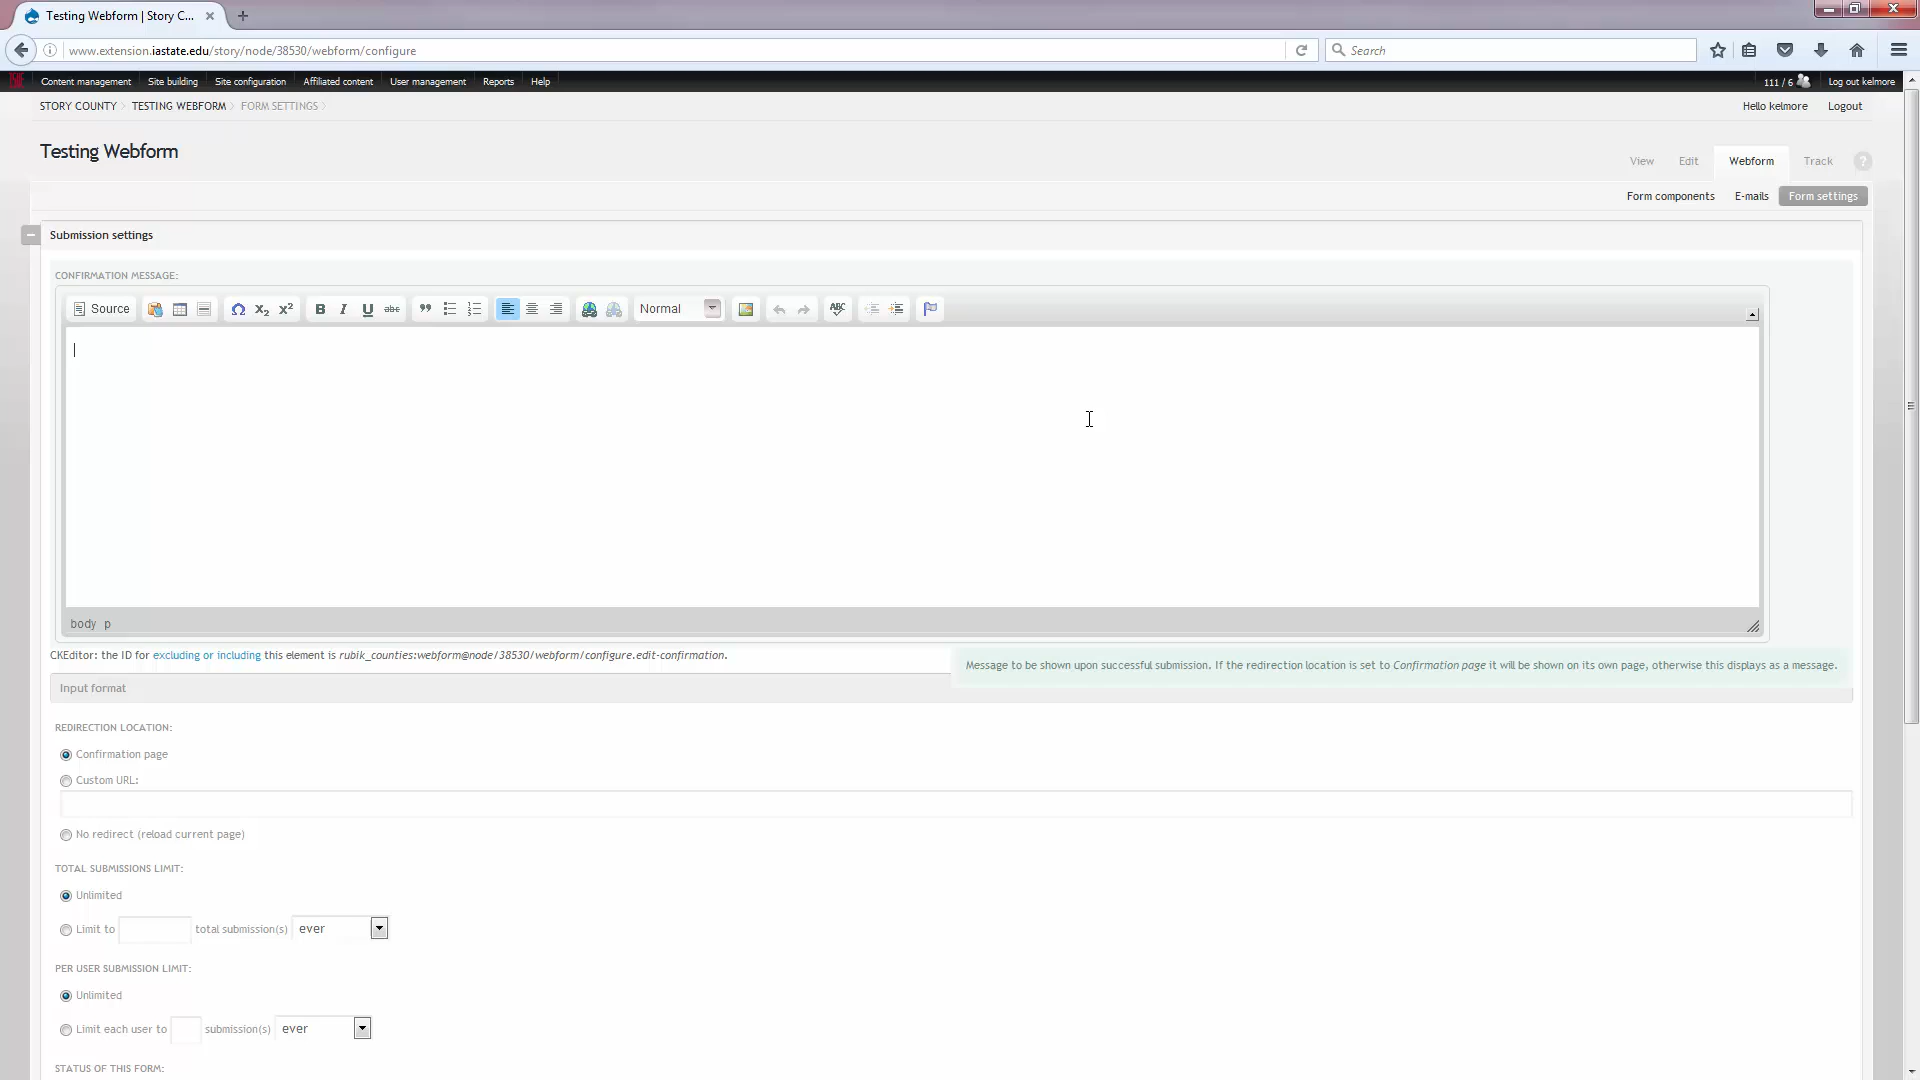 Testing Webform | Story C...
www.extension.iastate.edu/story/node/38530/webform/configure
Search
Content management Site building Site configuration Affiliated content User management Reports Help
111 / 6 Log out kelmore
STORY COUNTY TESTING WEBFORM FORM SETTINGS
Hello kelmore Logout
Testing Webform
View Edit Webform Track ?
Form components E-mails Form settings
Submission settings
CONFIRMATION MESSAGE:
Source Ω X₂ X² B I U abc Normal ABC
body p
CKEditor: the ID for excluding or including this element is rubik_counties:webform@node/38530/webform/configure.edit-confirmation.
Message to be shown upon successful submission. If the redirection location is set to Confirmation page it will be shown on its own page, otherwise this displays as a message.
Input format
REDIRECTION LOCATION:
Confirmation page
Custom URL:
No redirect (reload current page)
TOTAL SUBMISSIONS LIMIT:
Unlimited
Limit to total submission(s) ever
PER USER SUBMISSION LIMIT:
Unlimited
Limit each user to submission(s) ever
STATUS OF THIS FORM: